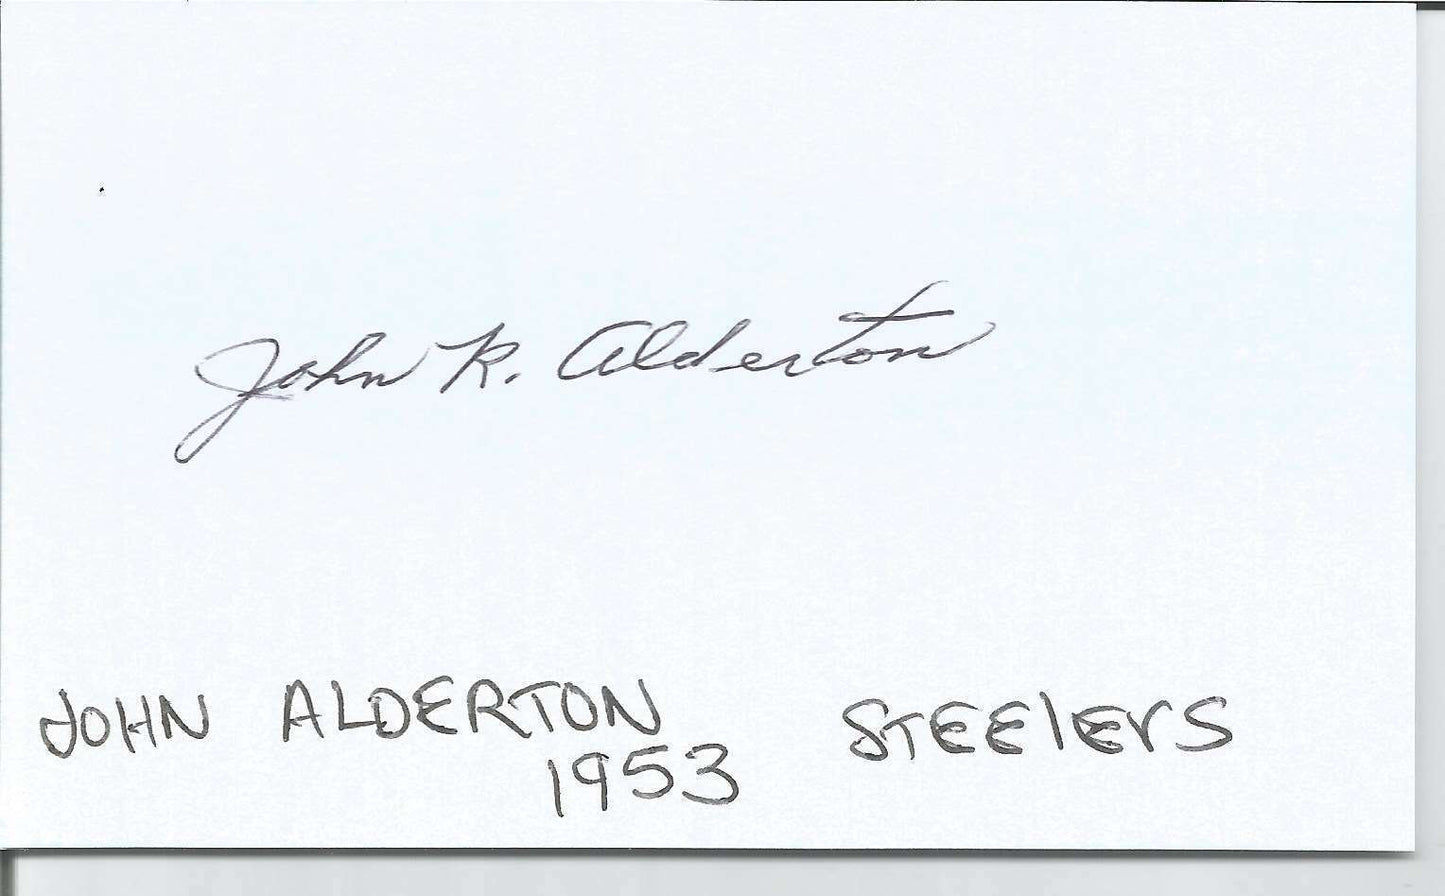 John R. Alderton
JOHN ALDERTON STEElErS
1953